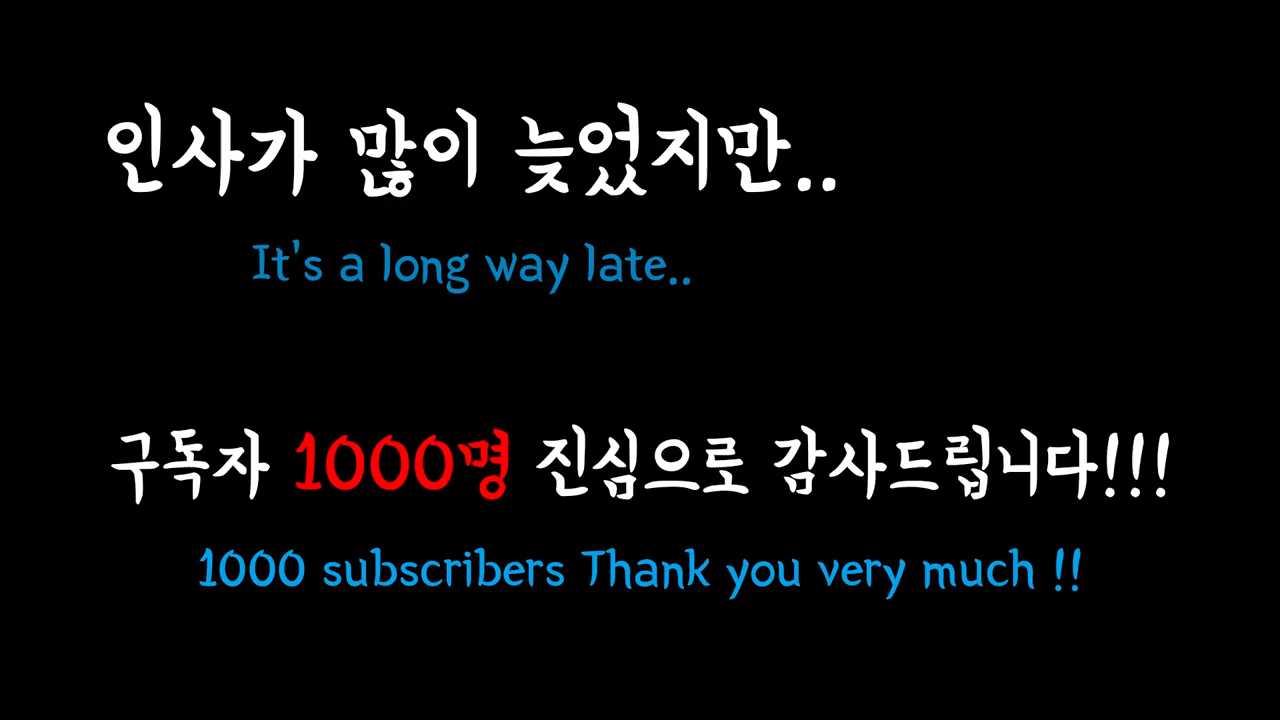 인사가 많이 늦었지만..
It's a long way late..
구독자 1000명 진심으로 감사드립니다!!!
1000 subscribers Thank you very much !!